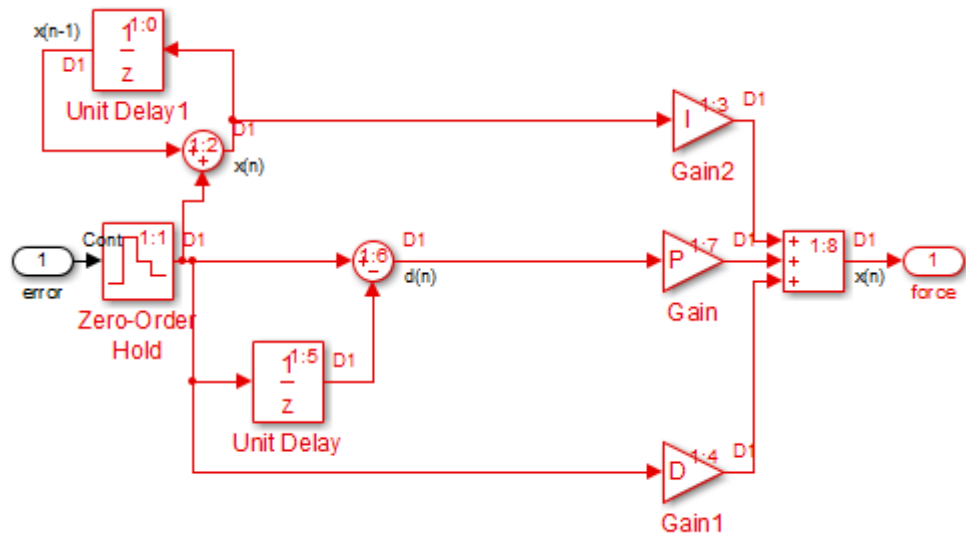 x(n-1)
D1
1
z
1:0
Unit Delay1
1:2
+
+
D1
x(n)
I
1:3
D1
Gain2
1
error
Cont
1:1
D1
Zero-Order
Hold
1:6
+
-
D1
d(n)
P
1:7
D1
Gain
+
+
+
1:8
D1
x(n)
1
force
1
z
1:5
D1
Unit Delay
D
1:4
D1
Gain1